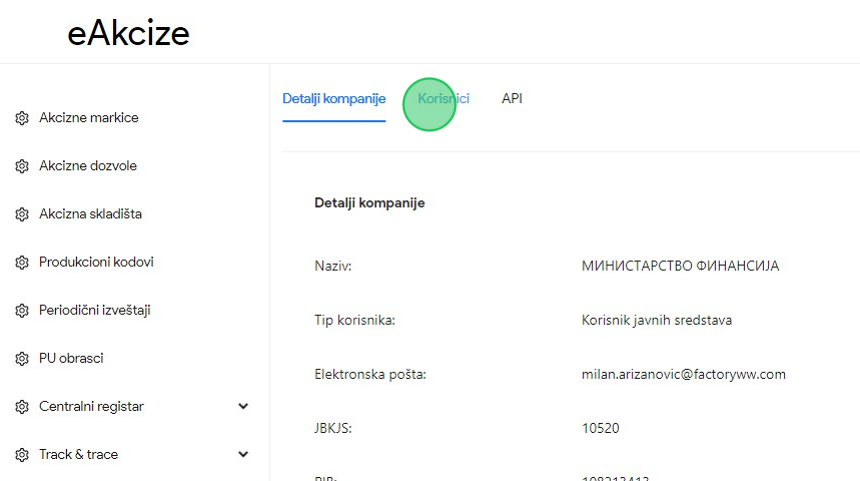 eAkcize
Detalji kompanije Korisnici API
Akcizne markice
Akcizne dozvole
Akcizna skladišta
Produkcioni kodovi
Periodični izveštaji
PU obrasci
Centralni registar
Track & trace
Detalji kompanije
Naziv: МИНИСТАРСТВО ФИНАНСИЈА
Tip korisnika: Korisnik javnih sredstava
Elektronska pošta: milan.arizanovic@factoryww.com
JBKJS: 10520